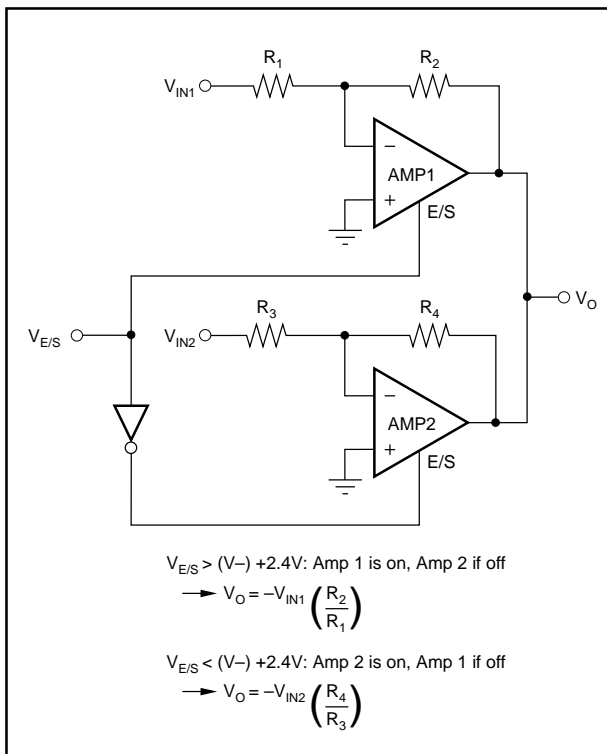 R1
R2
VIN1
−
AMP1
+
E/S
VO
R3
R4
VE/S
VIN2
−
AMP2
+
E/S
VE/S > (V–) +2.4V: Amp 1 is on, Amp 2 if off
VO = –VIN1 (R2/R1)
VE/S < (V–) +2.4V: Amp 2 is on, Amp 1 if off
VO = –VIN2 (R4/R3)